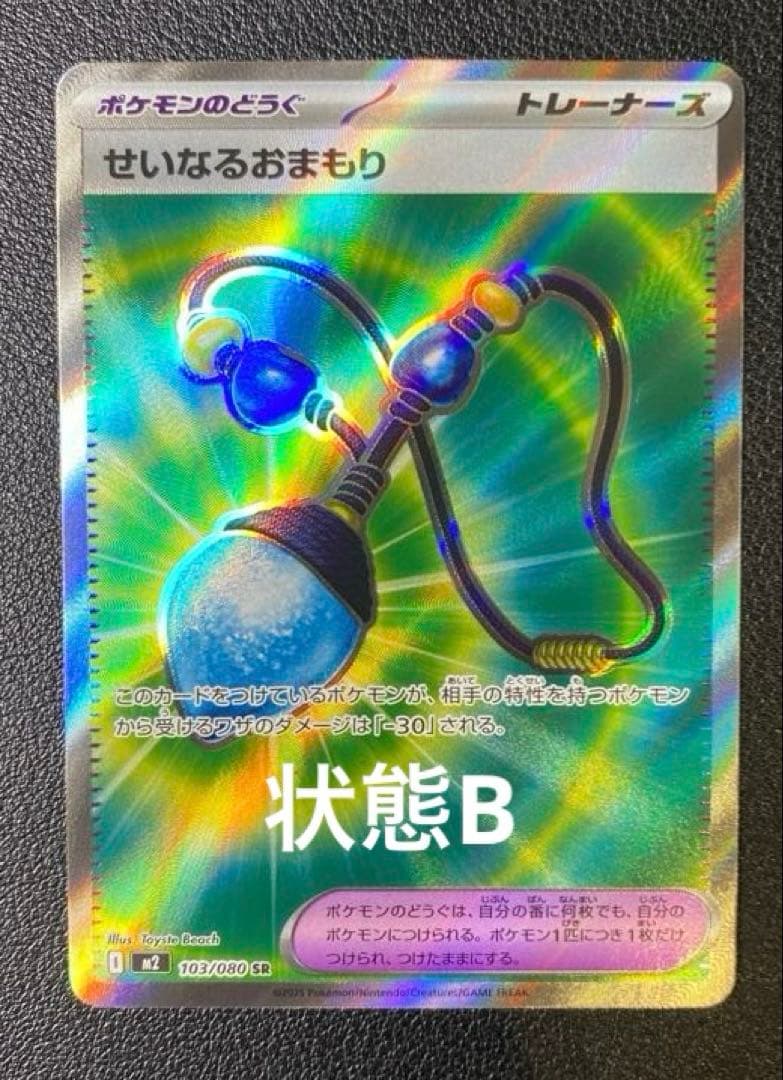 ポケモンのどうぐ トレーナーズ
せいなるおまもり
このカードをつけているポケモンが、相手の特性を持つポケモン
から受けるワザのダメージは「-30」される。
状態B
ポケモンのどうぐは、自分の番に何枚でも、自分の
ポケモンにつけられる。ポケモン1匹につき1枚だけ
つけられ、つけたままにする。
Illus. Toyste Beach
I M2 103/080 SR
©2025 Pokémon/Nintendo/Creatures/GAME FREAK